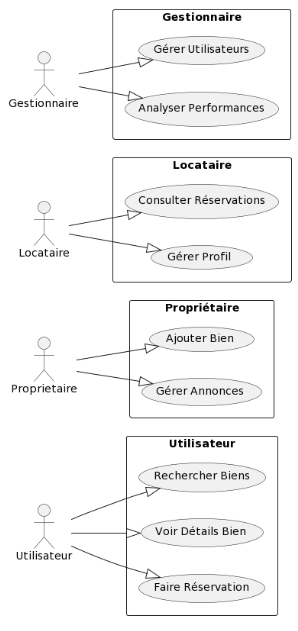 Gestionnaire
Gérer Utilisateurs
Gestionnaire
Analyser Performances
Locataire
Consulter Réservations
Locataire
Gérer Profil
Propriétaire
Ajouter Bien
Proprietaire
Gérer Annonces
Utilisateur
Rechercher Biens
Voir Détails Bien
Utilisateur
Faire Réservation